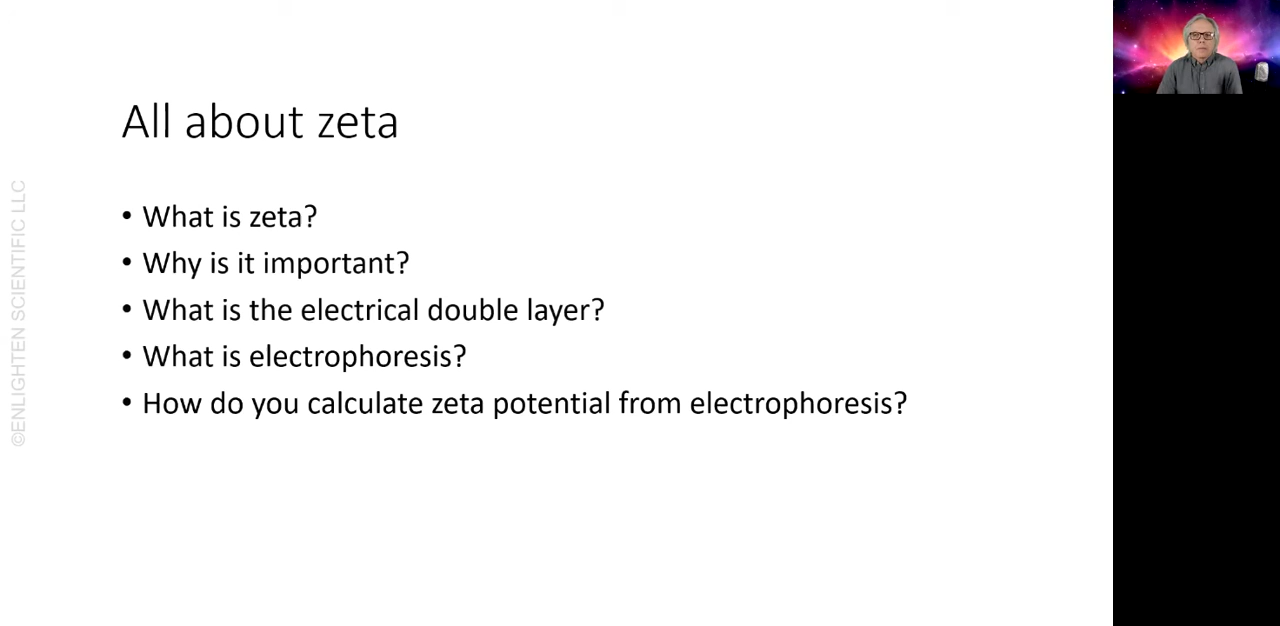 All about zeta
• What is zeta?
• Why is it important?
• What is the electrical double layer?
• What is electrophoresis?
• How do you calculate zeta potential from electrophoresis?
©ENLIGHTEN SCIENTIFIC LLC